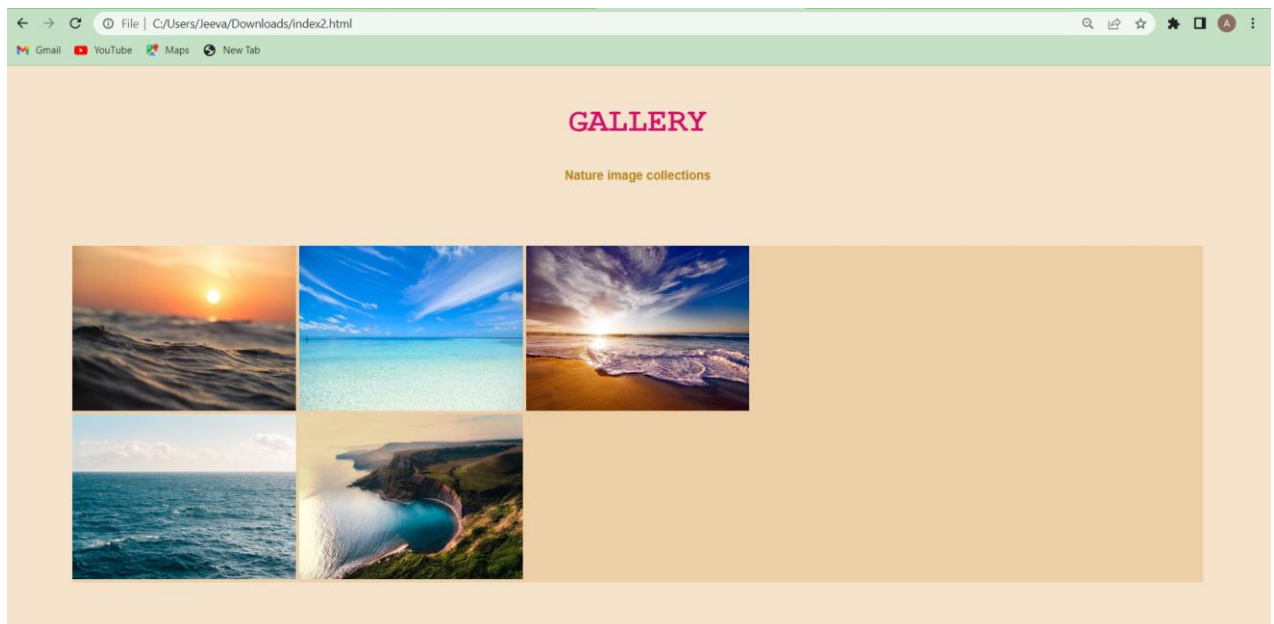 File | C:/Users/Jeeva/Downloads/index2.html
A
Gmail YouTube Maps New Tab
GALLERY
Nature image collections